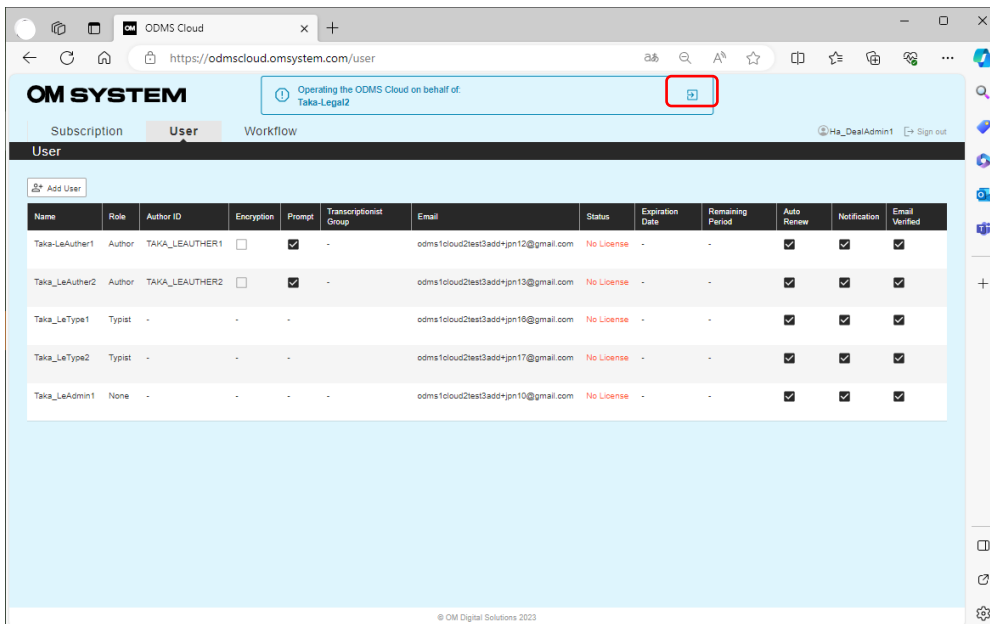 OM ODMS Cloud
https://odmscloud.omsystem.com/user
OM SYSTEM
Operating the ODMS Cloud on behalf of:
Taka-Legal2
Subscription User Workflow
Ha_DealAdmin1 Sign out
User
Add User
Name Role Author ID Encryption Prompt Transcriptionist Group Email Status Expiration Date Remaining Period Auto Renew Notification Email Verified
Taka-LeAuther1 Author TAKA_LEAUTHER1 - odms1cloud2test3add+jpn12@gmail.com No License - -
Taka_LeAuther2 Author TAKA_LEAUTHER2 - odms1cloud2test3add+jpn13@gmail.com No License - -
Taka_LeType1 Typist - - - odms1cloud2test3add+jpn16@gmail.com No License - -
Taka_LeType2 Typist - - - odms1cloud2test3add+jpn17@gmail.com No License - -
Taka_LeAdmin1 None - - - - odms1cloud2test3add+jpn10@gmail.com No License - -
© OM Digital Solutions 2023